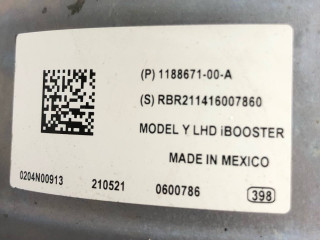 (P) 1188671-00-A
(S) RBR211416007860
MODEL Y LHD iBOOSTER
MADE IN MEXICO
0204N00913 210521 0600786 398